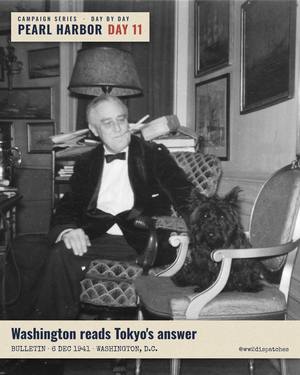 CAMPAIGN SERIES · DAY BY DAY
PEARL HARBOR DAY 11
Washington reads Tokyo's answer
BULLETIN · 6 DEC 1941 · WASHINGTON, D.C.
@ww2dispatches